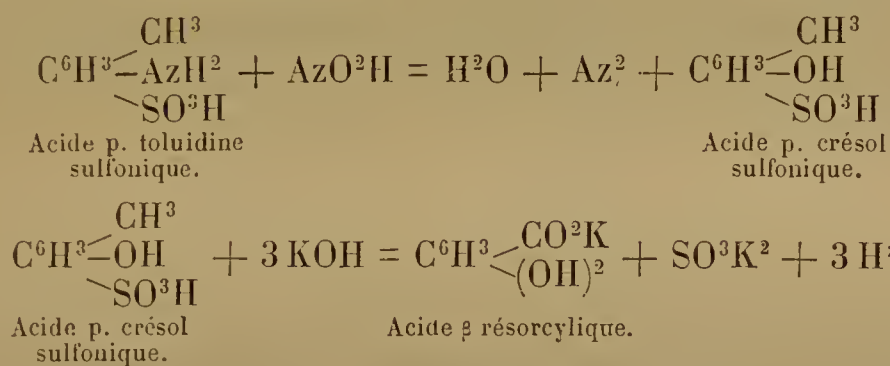 CH³
C⁶H³–AzH² + AzO²H = H²O + Az² + C⁶H³–OH
CH³
SO³H
SO³H
Acide p. toluidine
sulfonique.
Acide p. crésol
sulfonique.
CH³
C⁶H³–OH + 3 KOH = C⁶H³ CO²K (OH)² + SO³K² + 3 H²
SO³H
Acide p. crésol
sulfonique.
Acide β résorcylique.